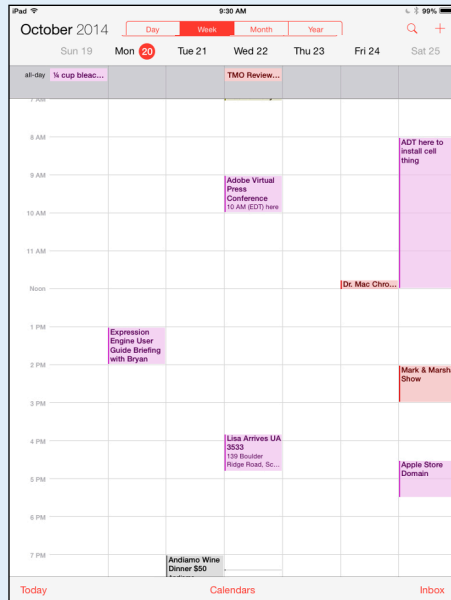 iPad 9:30 AM 99%
October 2014 Day Week Month Year
Sun 19 Mon 20 Tue 21 Wed 22 Thu 23 Fri 24 Sat 25
all-day ¼ cup bleac... TMO Review...
7 AM
8 AM
ADT here to
install cell
thing
9 AM
Adobe Virtual
Press
Conference
10 AM (EDT) here
10 AM
11 AM
Dr. Mac Chro...
Noon
1 PM
Expression
Engine User
Guide Briefing
with Bryan
2 PM
Mark & Marsh
Show
3 PM
4 PM
Lisa Arrives UA
3533
139 Boulder
Ridge Road, Sc...
Apple Store
Domain
5 PM
6 PM
7 PM
Andiamo Wine
Dinner $50
Today Calendars Inbox